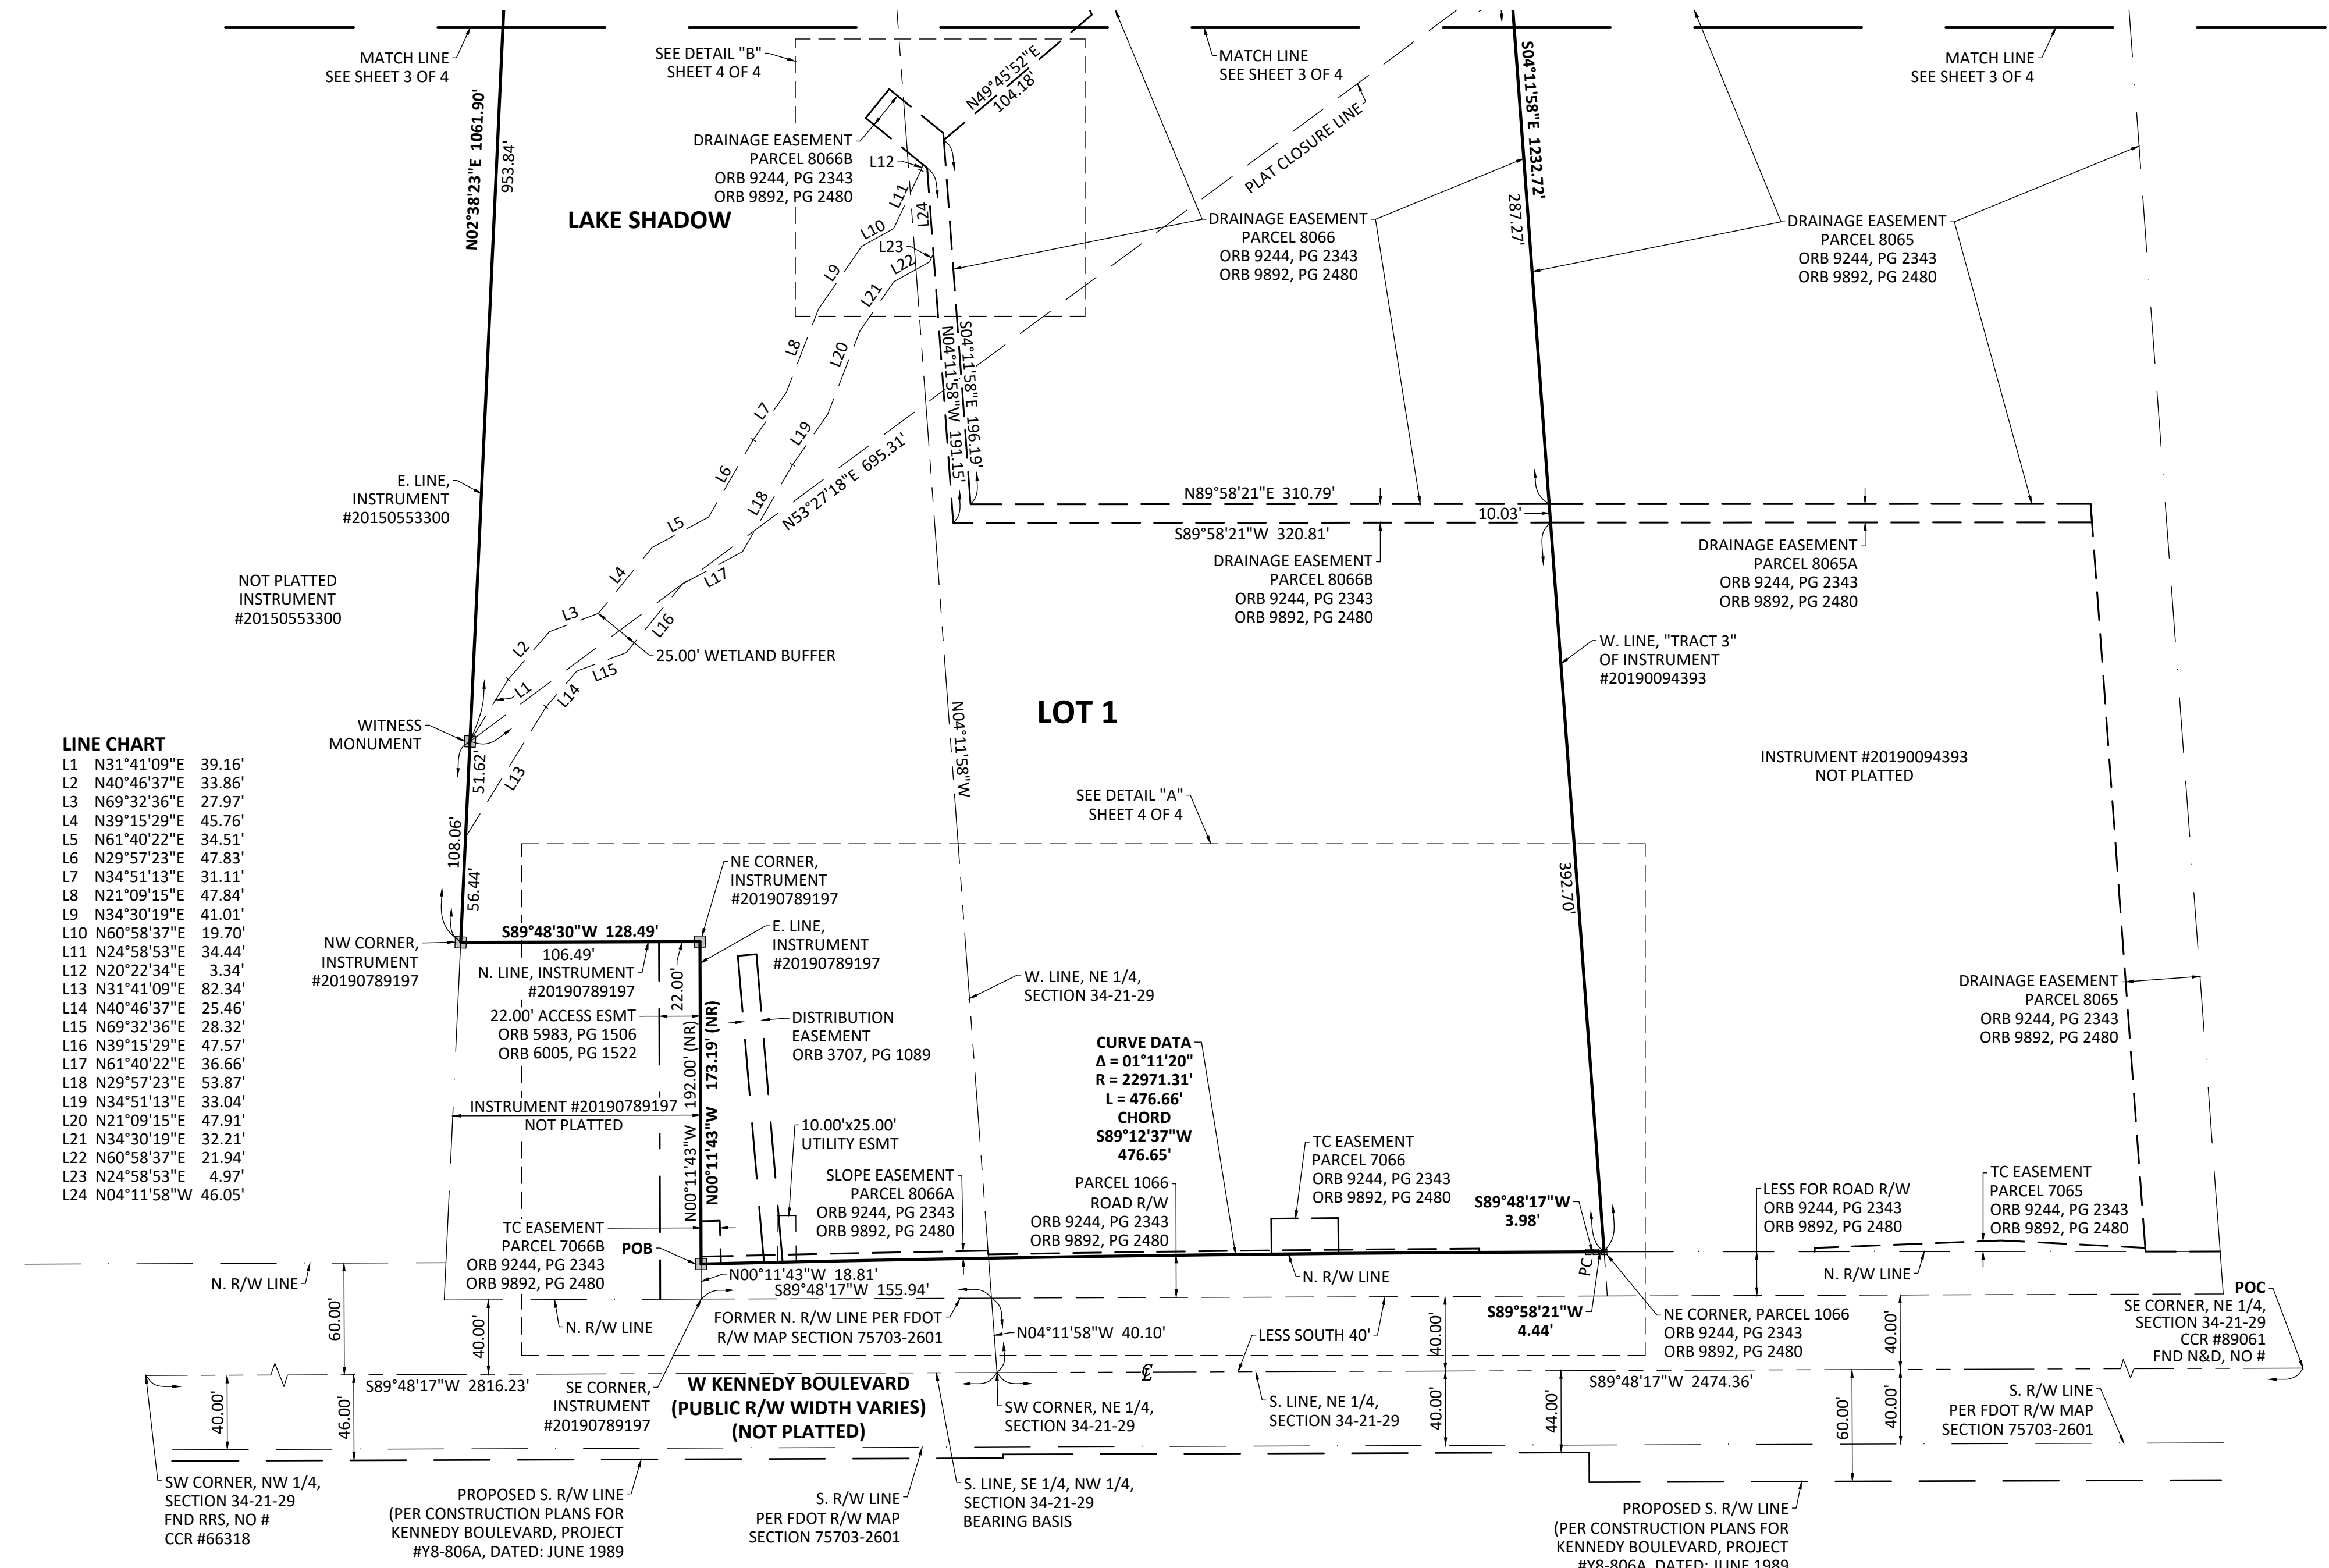 MATCH LINE
SEE SHEET 3 OF 4
SEE DETAIL "B"
SHEET 4 OF 4
N49°45'52"E
104.18'
MATCH LINE
SEE SHEET 3 OF 4
MATCH LINE
SEE SHEET 3 OF 4
N02°38'23"E 1061.90'
953.84'
S04°11'58"E 1232.72'
287.27'
PLAT CLOSURE LINE
DRAINAGE EASEMENT
PARCEL 8066B
ORB 9244, PG 2343
ORB 9892, PG 2480
LAKE SHADOW
L12
L11
L24
L10
L23
L22
L9
L21
L8
L20
L7
L19
L6
L18
L5
L17
L4
L16
L3
L15
L2
L14
L1
L13
DRAINAGE EASEMENT
PARCEL 8066
ORB 9244, PG 2343
ORB 9892, PG 2480
DRAINAGE EASEMENT
PARCEL 8065
ORB 9244, PG 2343
ORB 9892, PG 2480
S04°11'58"E 196.19'
N04°11'58"W 191.15'
N53°27'18"E 695.31'
E. LINE,
INSTRUMENT
#20150553300
NOT PLATTED
INSTRUMENT
#20150553300
N89°58'21"E 310.79'
10.03'
S89°58'21"W 320.81'
DRAINAGE EASEMENT
PARCEL 8066B
ORB 9244, PG 2343
ORB 9892, PG 2480
DRAINAGE EASEMENT
PARCEL 8065A
ORB 9244, PG 2343
ORB 9892, PG 2480
25.00' WETLAND BUFFER
W. LINE, "TRACT 3"
OF INSTRUMENT
#20190094393
LOT 1
N04°11'58"W
WITNESS
MONUMENT
51.62'
108.06'
56.44'
INSTRUMENT #20190094393
NOT PLATTED
SEE DETAIL "A"
SHEET 4 OF 4
392.70'
LINE CHART
L1 N31°41'09"E 39.16'
L2 N40°46'37"E 33.86'
L3 N69°32'36"E 27.97'
L4 N39°15'29"E 45.76'
L5 N61°40'22"E 34.51'
L6 N29°57'23"E 47.83'
L7 N34°51'13"E 31.11'
L8 N21°09'15"E 47.84'
L9 N34°30'19"E 41.01'
L10 N60°58'37"E 19.70'
L11 N24°58'53"E 34.44'
L12 N20°22'34"E 3.34'
L13 N31°41'09"E 82.34'
L14 N40°46'37"E 25.46'
L15 N69°32'36"E 28.32'
L16 N39°15'29"E 47.57'
L17 N61°40'22"E 36.66'
L18 N29°57'23"E 53.87'
L19 N34°51'13"E 33.04'
L20 N21°09'15"E 47.91'
L21 N34°30'19"E 32.21'
L22 N60°58'37"E 21.94'
L23 N24°58'53"E 4.97'
L24 N04°11'58"W 46.05'
NE CORNER,
INSTRUMENT
#20190789197
E. LINE,
INSTRUMENT
#20190789197
NW CORNER,
INSTRUMENT
#20190789197
S89°48'30"W 128.49'
106.49'
N. LINE, INSTRUMENT
#20190789197
22.00'
22.00' ACCESS ESMT
ORB 5983, PG 1506
ORB 6005, PG 1522
N00°11'43"W 192.00' (NR)
N00°11'43"W 173.19' (NR)
DISTRIBUTION
EASEMENT
ORB 3707, PG 1089
W. LINE, NE 1/4,
SECTION 34-21-29
DRAINAGE EASEMENT
PARCEL 8065
ORB 9244, PG 2343
ORB 9892, PG 2480
CURVE DATA
Δ = 01°11'20"
R = 22971.31'
L = 476.66'
CHORD
S89°12'37"W
476.65'
INSTRUMENT #20190789197
NOT PLATTED
10.00'x25.00'
UTILITY ESMT
SLOPE EASEMENT
PARCEL 8066A
ORB 9244, PG 2343
ORB 9892, PG 2480
PARCEL 1066
ROAD R/W
ORB 9244, PG 2343
ORB 9892, PG 2480
TC EASEMENT
PARCEL 7066
ORB 9244, PG 2343
ORB 9892, PG 2480
S89°48'17"W
3.98'
LESS FOR ROAD R/W
ORB 9244, PG 2343
ORB 9892, PG 2480
TC EASEMENT
PARCEL 7065
ORB 9244, PG 2343
ORB 9892, PG 2480
TC EASEMENT
PARCEL 7066B
ORB 9244, PG 2343
ORB 9892, PG 2480
POB
PC
N. R/W LINE
N00°11'43"W 18.81'
S89°48'17"W 155.94'
N. R/W LINE
N. R/W LINE
60.00'
40.00'
N. R/W LINE
FORMER N. R/W LINE PER FDOT
R/W MAP SECTION 75703-2601
N04°11'58"W 40.10'
LESS SOUTH 40'
40.00'
S89°58'21"W
4.44'
NE CORNER, PARCEL 1066
ORB 9244, PG 2343
ORB 9892, PG 2480
40.00'
POC
SE CORNER, NE 1/4,
SECTION 34-21-29
CCR #89061
FND N&D, NO #
S89°48'17"W 2816.23'
40.00'
46.00'
SE CORNER,
INSTRUMENT
#20190789197
W KENNEDY BOULEVARD
(PUBLIC R/W WIDTH VARIES)
(NOT PLATTED)
SW CORNER, NE 1/4,
SECTION 34-21-29
℄
S. LINE, NE 1/4,
SECTION 34-21-29
40.00'
44.00'
S89°48'17"W 2474.36'
60.00'
40.00'
S. R/W LINE
PER FDOT R/W MAP
SECTION 75703-2601
SW CORNER, NW 1/4,
SECTION 34-21-29
FND RRS, NO #
CCR #66318
PROPOSED S. R/W LINE
(PER CONSTRUCTION PLANS FOR
KENNEDY BOULEVARD, PROJECT
#Y8-806A, DATED: JUNE 1989
S. R/W LINE
PER FDOT R/W MAP
SECTION 75703-2601
S. LINE, SE 1/4, NW 1/4,
SECTION 34-21-29
BEARING BASIS
PROPOSED S. R/W LINE
(PER CONSTRUCTION PLANS FOR
KENNEDY BOULEVARD, PROJECT
#Y8-806A, DATED: JUNE 1989